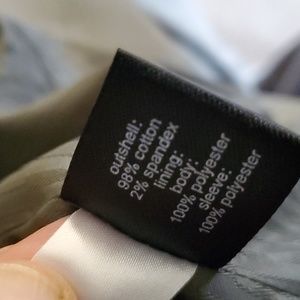 outshell:
98% cotton
2% spandex
lining:
body:
100% polyester
sleeve:
100% polyester